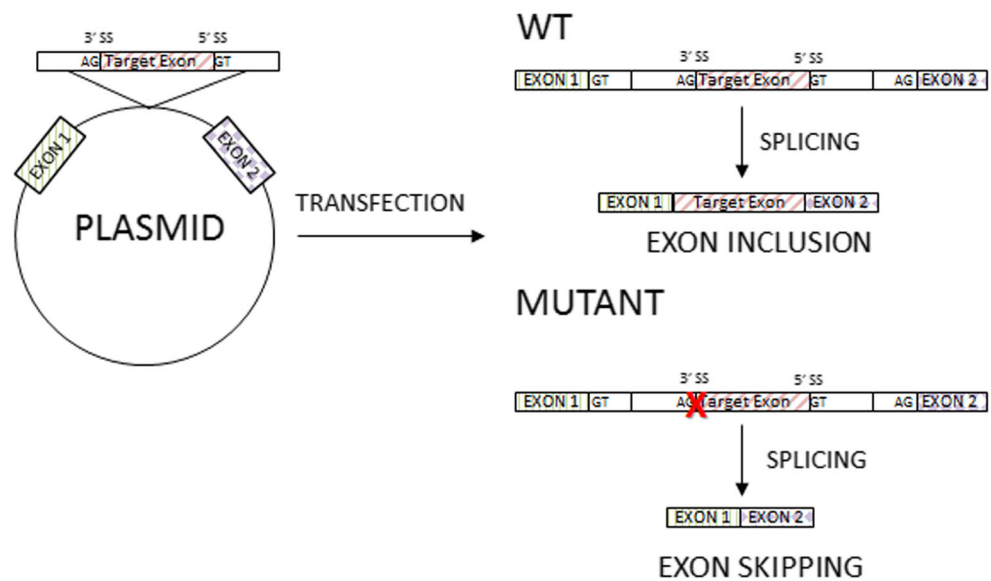 3' SS 5' SS
AG Target Exon GT
EXON 1
EXON 2
PLASMID
TRANSFECTION
WT
3' SS 5' SS
EXON 1 GT AG Target Exon GT AG EXON 2
SPLICING
EXON 1 Target Exon EXON 2
EXON INCLUSION
MUTANT
3' SS 5' SS
EXON 1 GT AG X Target Exon GT AG EXON 2
SPLICING
EXON 1 EXON 2
EXON SKIPPING